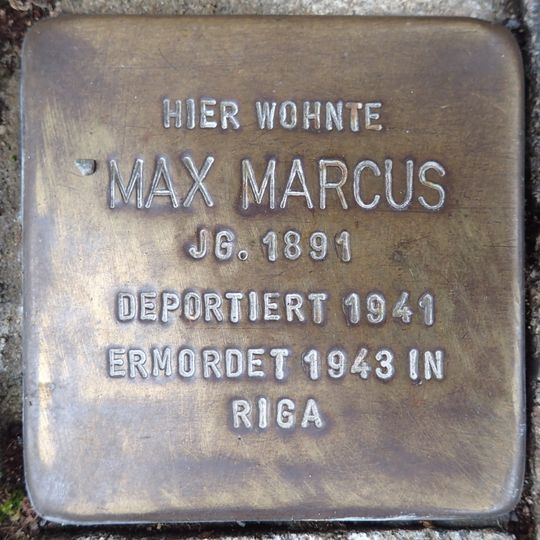 HIER WOHNTE
MAX MARCUS
JG. 1891
DEPORTIERT 1941
ERMORDET 1943 IN
RIGA